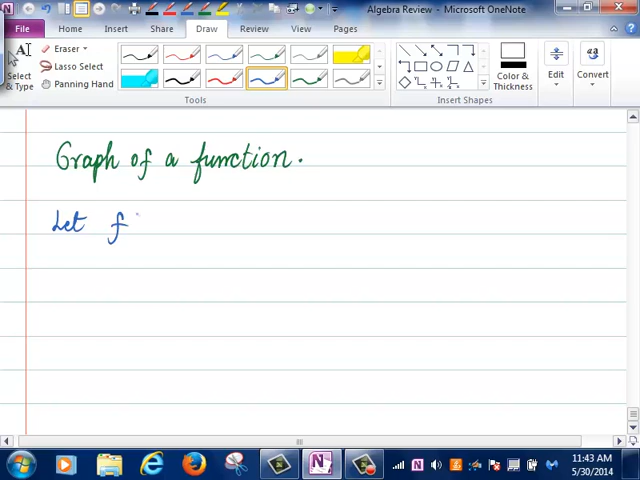 Algebra Review - Microsoft OneNote
File Home Insert Share Draw Review View Pages
Select & Type
Eraser
Lasso Select
Panning Hand
Color & Thickness
Edit
Convert
Tools
Insert Shapes
Graph of a function.
Let f
11:43 AM
5/30/2014